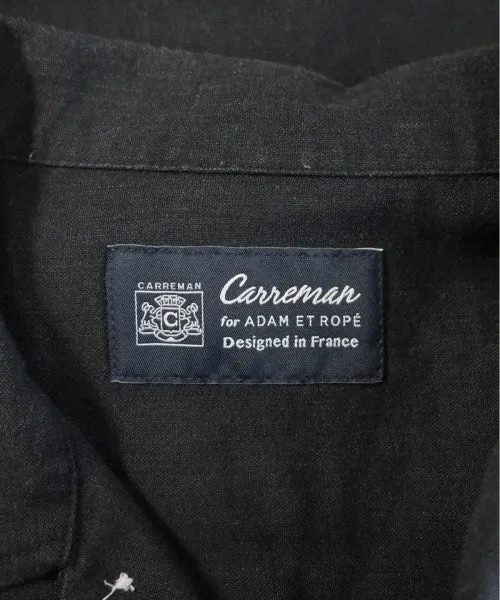 CARREMAN
C
Carreman
for ADAM ET ROPÉ
Designed in France